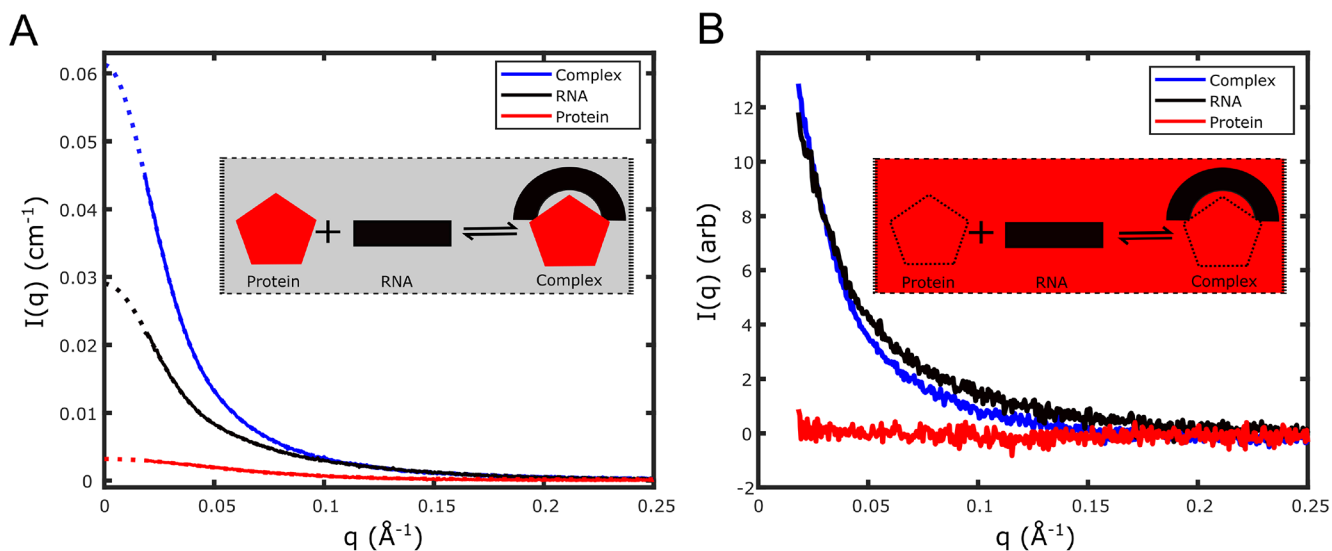 A
I(q) (cm⁻¹)
0.06
0.05
0.04
0.03
0.02
0.01
0
0
0.05
0.1
0.15
0.2
0.25
q (Å⁻¹)
Complex
RNA
Protein
+
Protein
RNA
Complex
B
I(q) (arb)
12
10
8
6
4
2
0
-2
0
0.05
0.1
0.15
0.2
0.25
q (Å⁻¹)
Complex
RNA
Protein
+
Protein
RNA
Complex